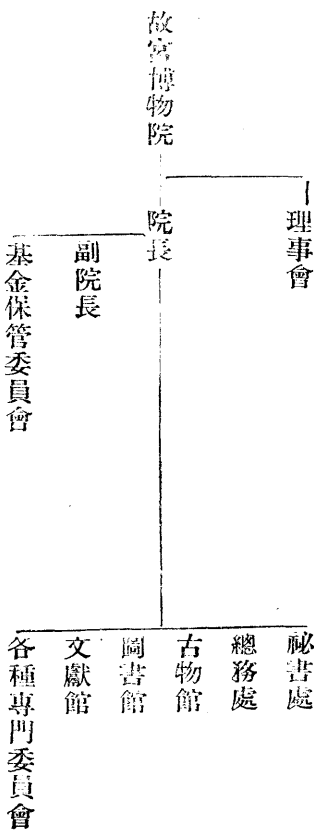 故宮博物院
理事會
院長
副院長
基金保管委員會
祕書處
總務處
古物館
圖書館
文獻館
各種專門委員會